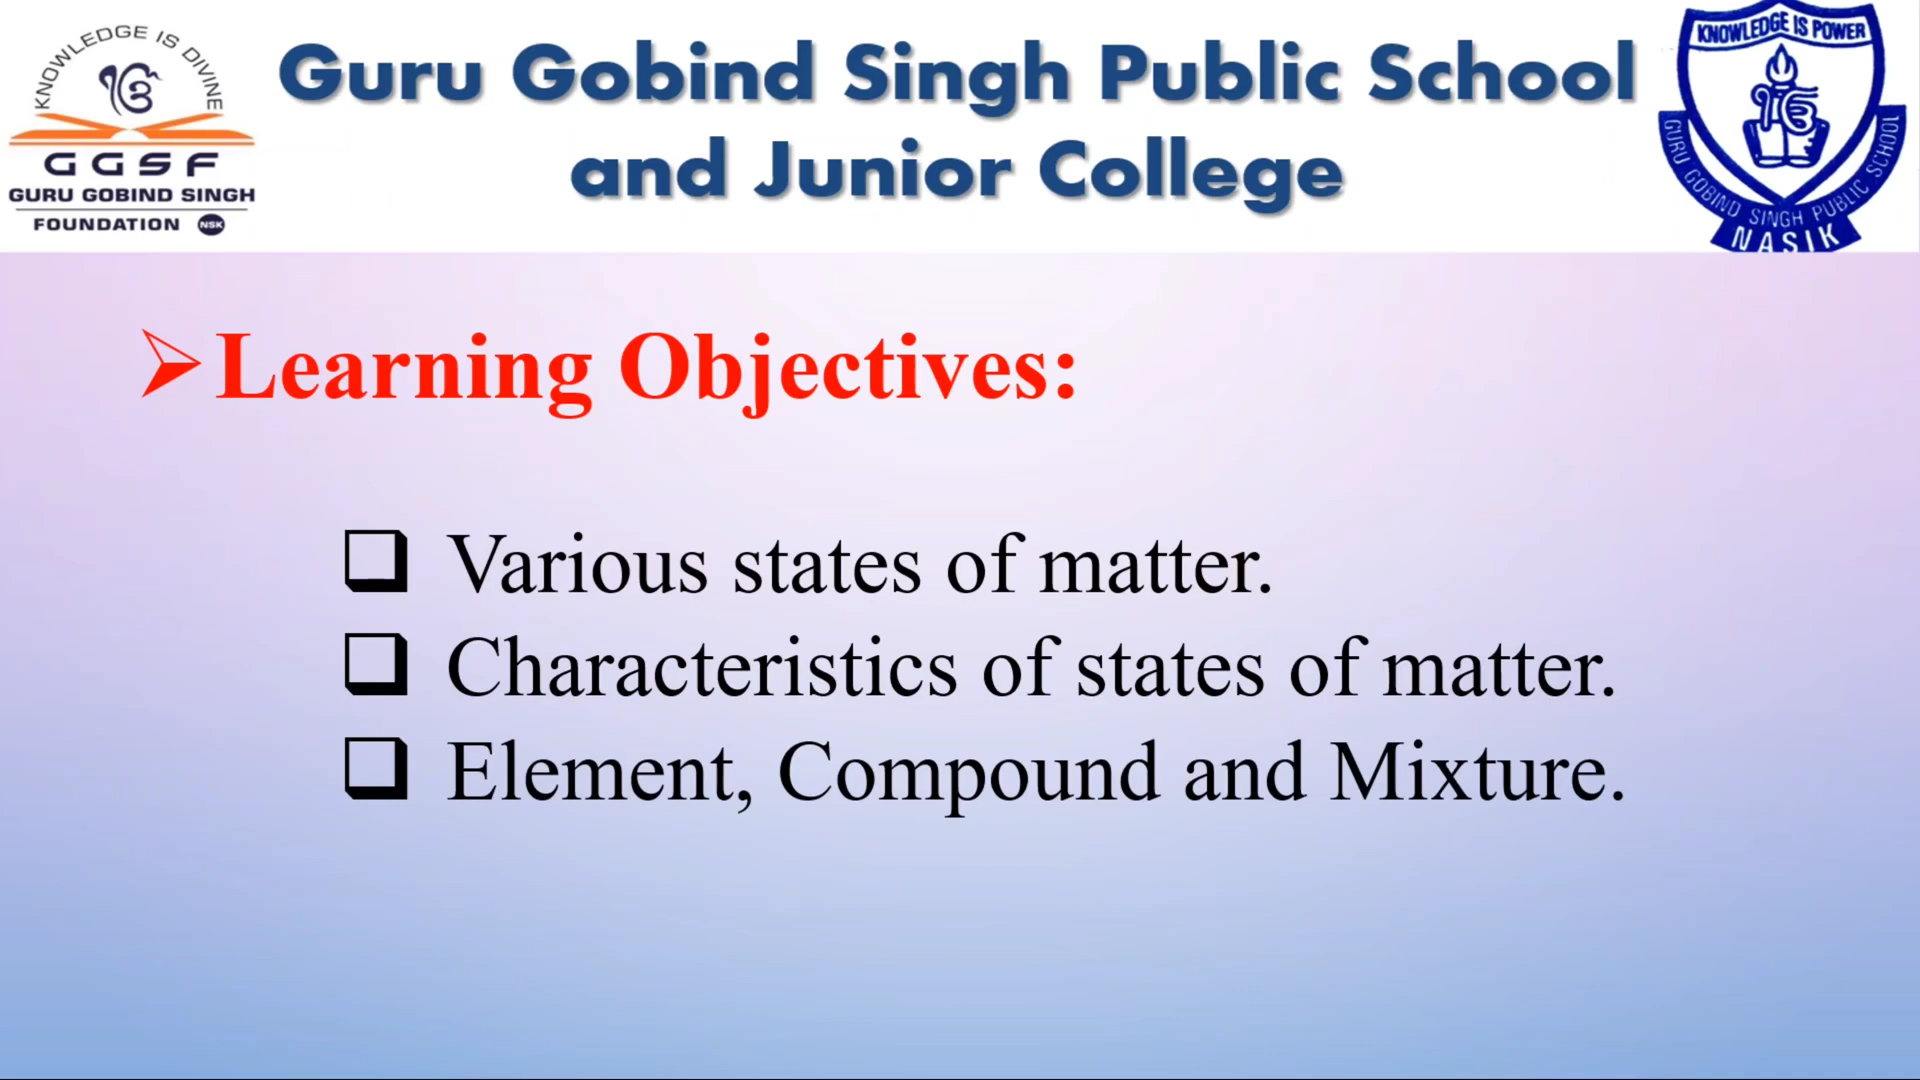 KNOWLEDGE IS DIVINE
ੴ
GGSF
GURU GOBIND SINGH
FOUNDATION NSK
Guru Gobind Singh Public School
and Junior College
KNOWLEDGE IS POWER
ੴ
GURU GOBIND SINGH PUBLIC SCHOOL
NASIK
Learning Objectives:
Various states of matter.
Characteristics of states of matter.
Element, Compound and Mixture.